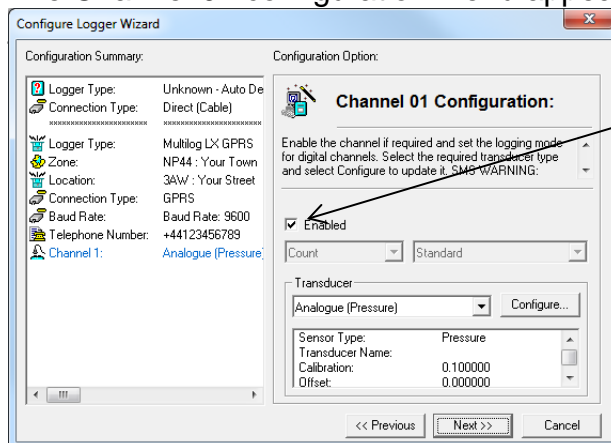 Configure Logger Wizard
Configuration Summary:
Configuration Option:
Logger Type: Unknown - Auto De
Connection Type: Direct (Cable)
xxxxxxxxxxxxxxxxxxxxxxx xxxxxxxxxxxxxxxxxxxxxxx
Logger Type: Multilog LX GPRS
Zone: NP44 : Your Town
Location: 3AW : Your Street
Connection Type: GPRS
Baud Rate: Baud Rate: 9600
Telephone Number: +44123456789
Channel 1: Analogue (Pressure)
Channel 01 Configuration:
Enable the channel if required and set the logging mode
for digital channels. Select the required transducer type
and select Configure to update it. SMS WARNING:
Enabled
Count Standard
Transducer
Analogue (Pressure) Configure...
Sensor Type: Pressure
Transducer Name:
Calibration: 0.100000
Offset: 0.000000
<< Previous Next >> Cancel